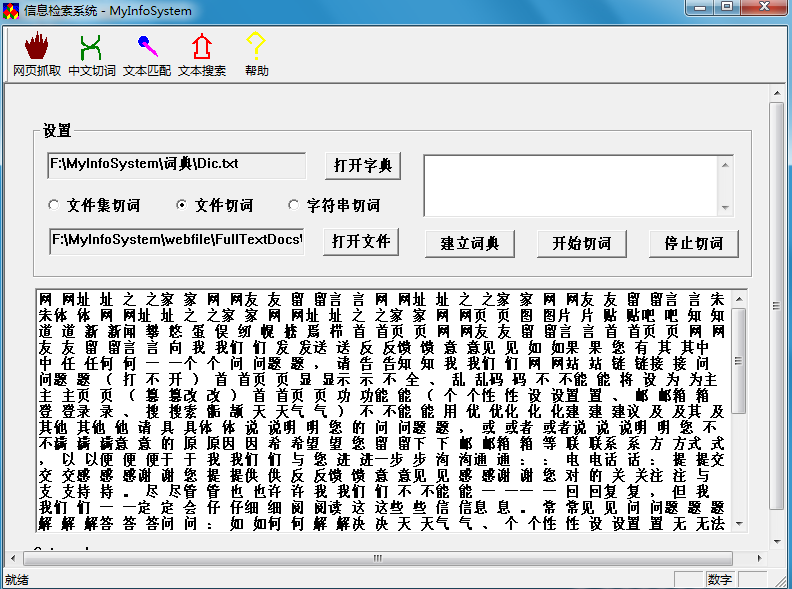 信息检索系统 - MyInfoSystem
网页抓取 中文切词 文本匹配 文本搜索 帮助
设置
F:\MyInfoSystem\词典\Dic.txt 打开字典
文件集切词 文件切词 字符串切词
F:\MyInfoSystem\webfile\FullTextDocs\ 打开文件 建立词典 开始切词 停止切词
网 网址 址 之 之家 家 网 网友 友 留 留言 言 网 网址 址 之 之家 家 网 网友 友 留 留言 言 朱
朱体 体 网 网址 址 之 之家 家 网 网址 址 之 之家 家 网 网页 页 图 图片 片 贴 贴吧 吧 知 知
道 道 新 新闻 首 首页 页 网 网友 友 留 留言 言 首 首页 页 网 网
友 友 留 留言 言 向 我 我们 们 发 发送 送 反 反馈 馈 意 意见 见 如 如果 果 您 有 其 其中
中 任 任何 何 一 一个 个 问 问题 题 ， 请 告 告知 知 我 我们 们 网 网站 站 链 链接 接 问
问题 题 （ 打 不 开 ） 首 首页 页 显 显示 示 不 全 、 乱 乱码 码 不 不能 能 将 设 为 为主
主 主页 页 （ 篡 篡改 改 ） 首 首页 页 功 功能 能 （ 个 个性 性 设 设置 置 、 邮 邮箱 箱
登 登录 录 、 搜 搜索 天 天气 气 ） 不 不能 能 用 优 优化 化 化建 建 建议 及 及其 及
其他 其他 他 请 具 具体 体 说 说明 明 您 的 问 问题 题 ， 或 或者 或者说 说 说明 明 您 不
不满 满 满意 意 的 原 原因 因 希 希望 望 您 留 留下 下 邮 邮箱 箱 等 联 联系 系 方 方式 式
， 以 以便 便 便于 于 我 我们 们 与 您 进 进一步 步 沟 沟通 通 ： ： 电 电话 话 ： 提 提交
交 交感 感 感谢 谢 您 提 提供 供 反 反馈 馈 意 意见 见 感 感谢 谢 您 对 的 关 关注 注 与
支 支持 持 。 尽 尽管 管 也 也许 许 我 我们 们 不 不能 能 一 一一 一 回 回复 复 ， 但 我
我们 们 一 一定 定 会 仔 仔细 细 阅 阅读 这 这些 些 信 信息 息 。 常 常见 见 问 问题 题 题
解 解 解答 答 答问 问 ： 如 如何 何 解 解决 决 天 天气 气 、 个 个性 性 设 设置 置 无 无法
就绪 数字